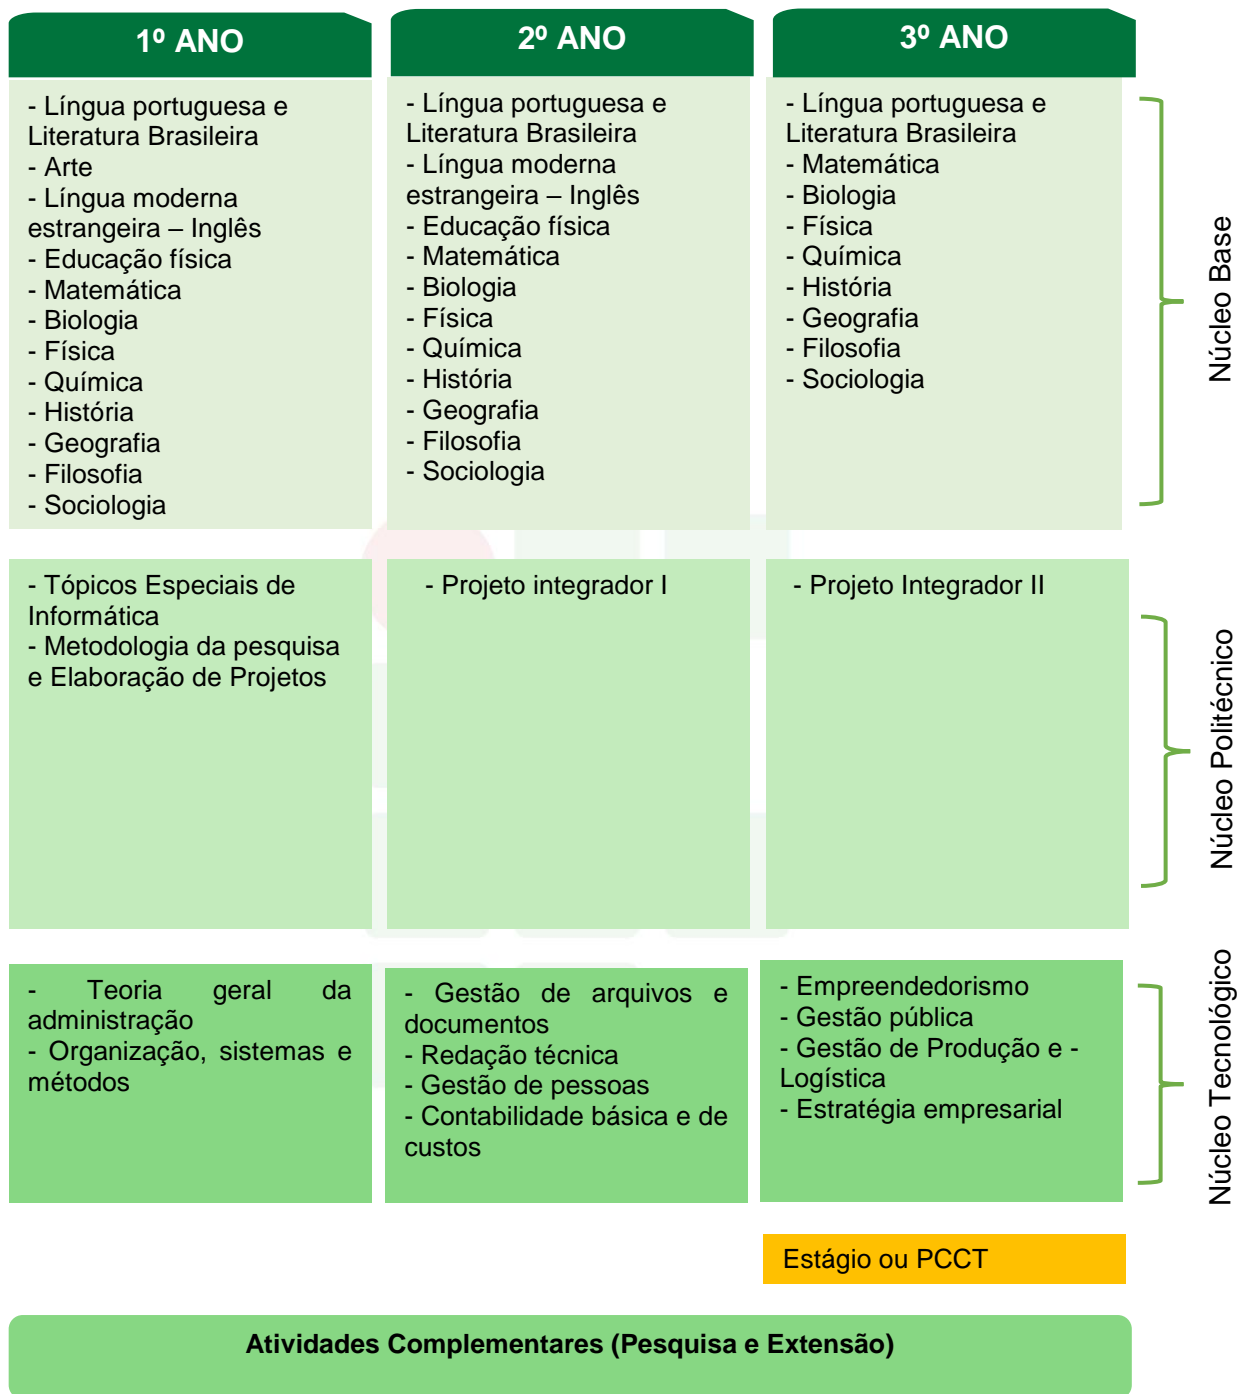 1º ANO
2º ANO
3º ANO
- Língua portuguesa e
Literatura Brasileira
- Arte
- Língua moderna
estrangeira – Inglês
- Educação física
- Matemática
- Biologia
- Física
- Química
- História
- Geografia
- Filosofia
- Sociologia
- Língua portuguesa e
Literatura Brasileira
- Língua moderna
estrangeira – Inglês
- Educação física
- Matemática
- Biologia
- Física
- Química
- História
- Geografia
- Filosofia
- Sociologia
- Língua portuguesa e
Literatura Brasileira
- Matemática
- Biologia
- Física
- Química
- História
- Geografia
- Filosofia
- Sociologia
Núcleo Base
- Tópicos Especiais de
Informática
- Metodologia da pesquisa
e Elaboração de Projetos
- Projeto integrador I
- Projeto Integrador II
Núcleo Politécnico
- Teoria geral da
administração
- Organização, sistemas e
métodos
- Gestão de arquivos e
documentos
- Redação técnica
- Gestão de pessoas
- Contabilidade básica e de
custos
- Empreendedorismo
- Gestão pública
- Gestão de Produção e -
Logística
- Estratégia empresarial
Núcleo Tecnológico
Estágio ou PCCT
Atividades Complementares (Pesquisa e Extensão)